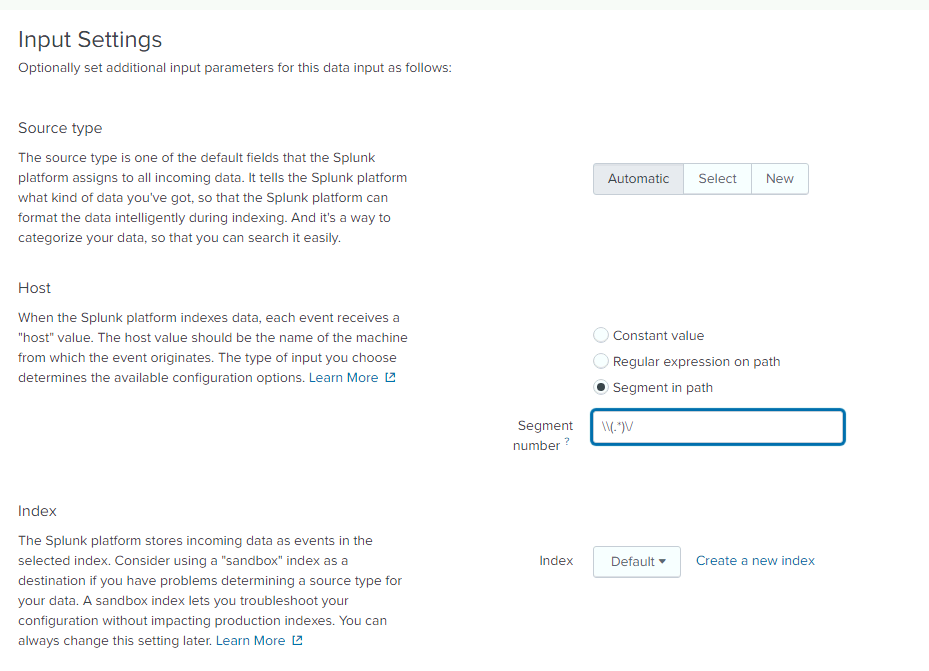 Input Settings
Optionally set additional input parameters for this data input as follows:
Source type
The source type is one of the default fields that the Splunk
platform assigns to all incoming data. It tells the Splunk platform
what kind of data you've got, so that the Splunk platform can
format the data intelligently during indexing. And it's a way to
categorize your data, so that you can search it easily.
Automatic Select New
Host
When the Splunk platform indexes data, each event receives a
"host" value. The host value should be the name of the machine
from which the event originates. The type of input you choose
determines the available configuration options. Learn More
Constant value
Regular expression on path
Segment in path
Segment
number ?
\\(.*)\/
Index
The Splunk platform stores incoming data as events in the
selected index. Consider using a "sandbox" index as a
destination if you have problems determining a source type for
your data. A sandbox index lets you troubleshoot your
configuration without impacting production indexes. You can
always change this setting later. Learn More
Index Default Create a new index